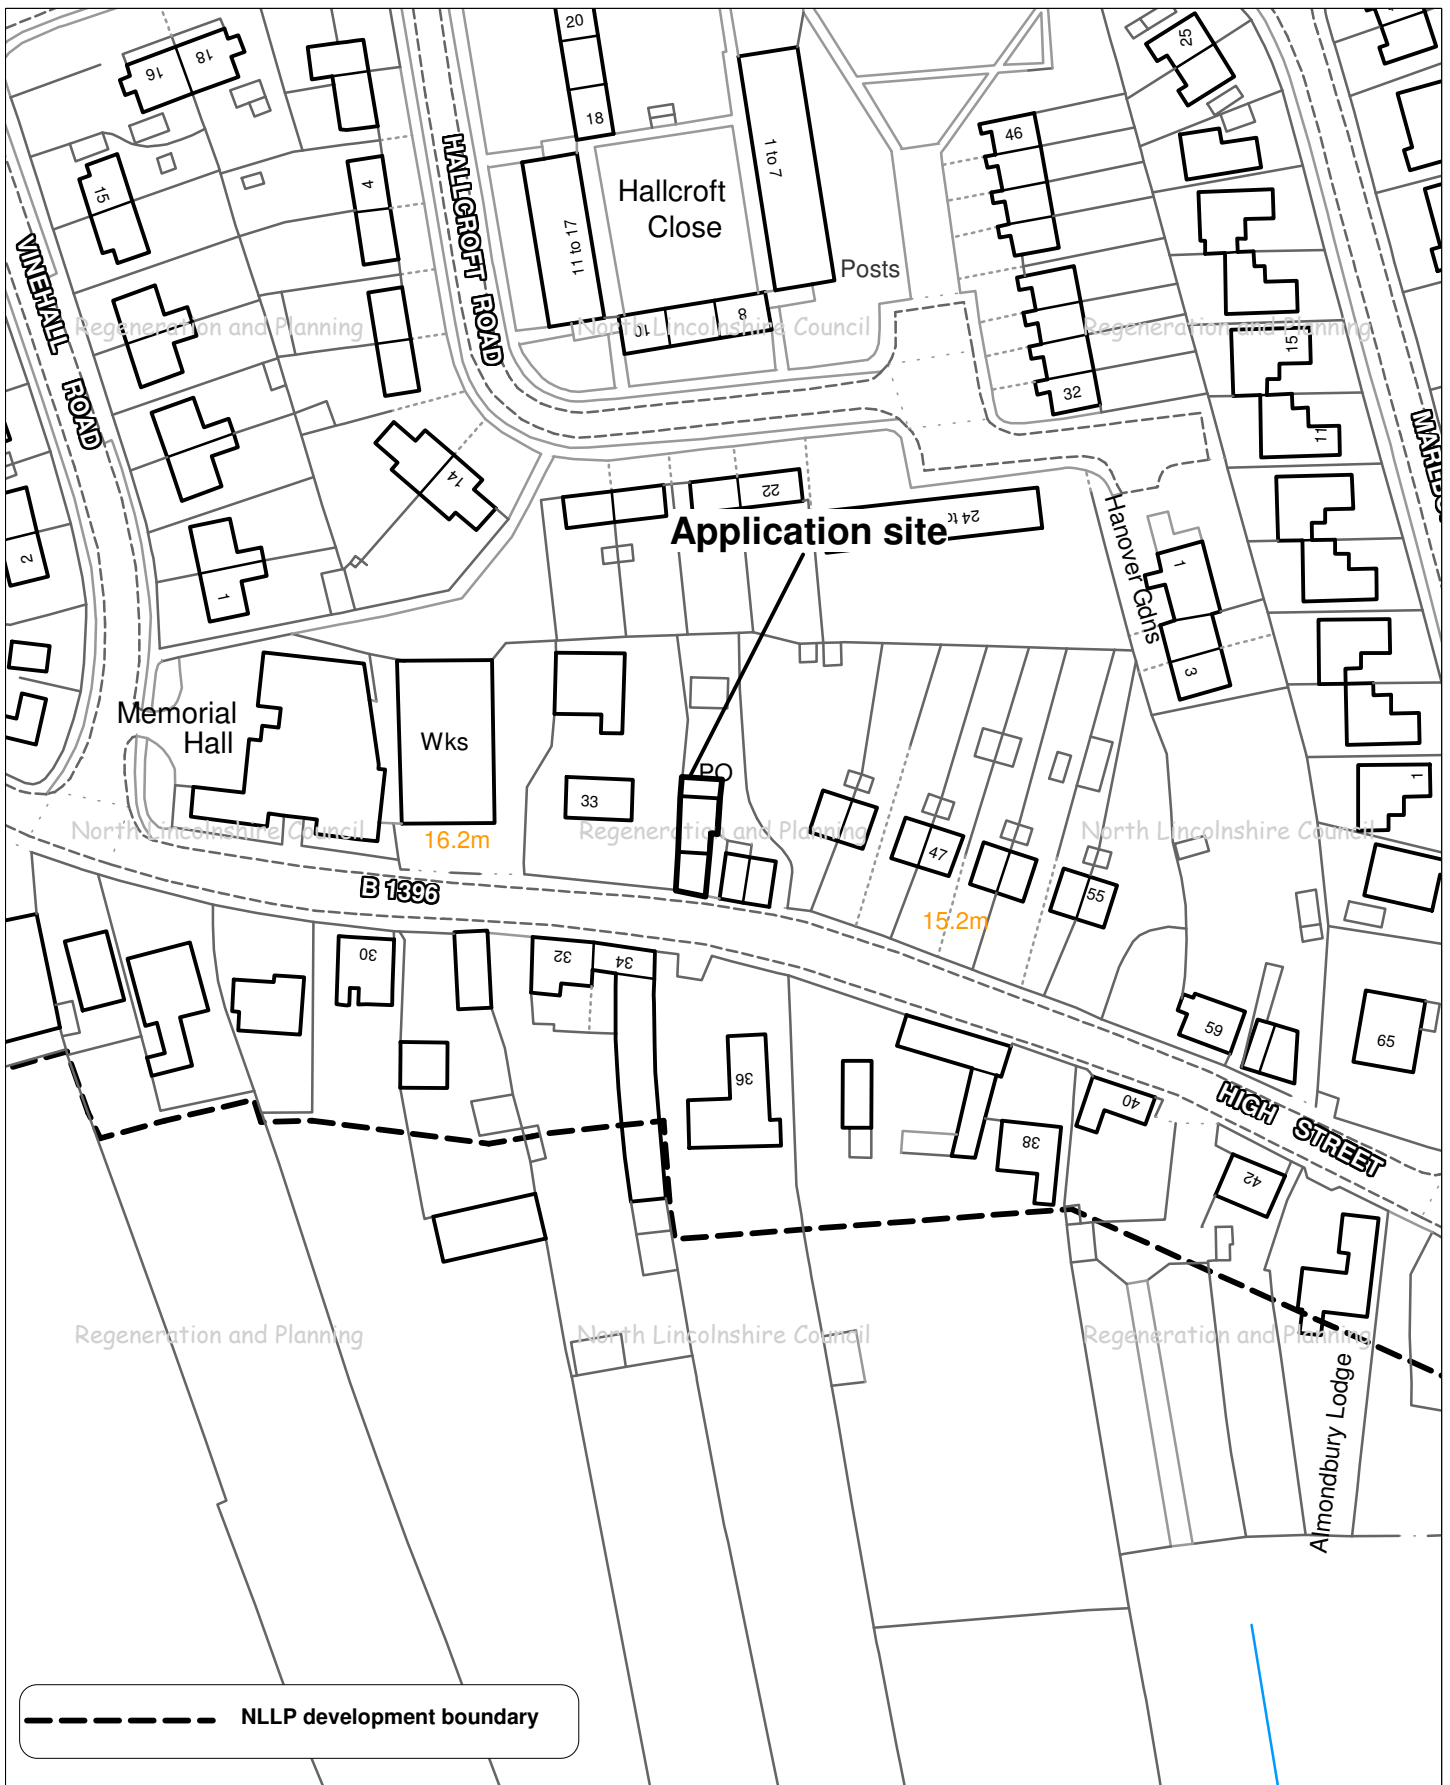 20
16
18
25
18
HALLCROFT ROAD
1 to 7
46
15
4
Hallcroft
Close
11 to 17
Posts
VINEHALL ROAD
Regeneration and Planning
North Lincolnshire Council
Regeneration and Planning
10
8
15
32
11
14
22
24 to
Application site
Hanover Gdns
2
1
1
3
Memorial
Hall
Wks
PO
33
1
North Lincolnshire Council
Regeneration and Planning
North Lincolnshire Council
16.2m
47
B 1396
55
15.2m
30
32
34
59
65
36
40
HIGH STREET
38
42
Regeneration and Planning
North Lincolnshire Council
Regeneration and Planning
Almondbury Lodge
NLLP development boundary